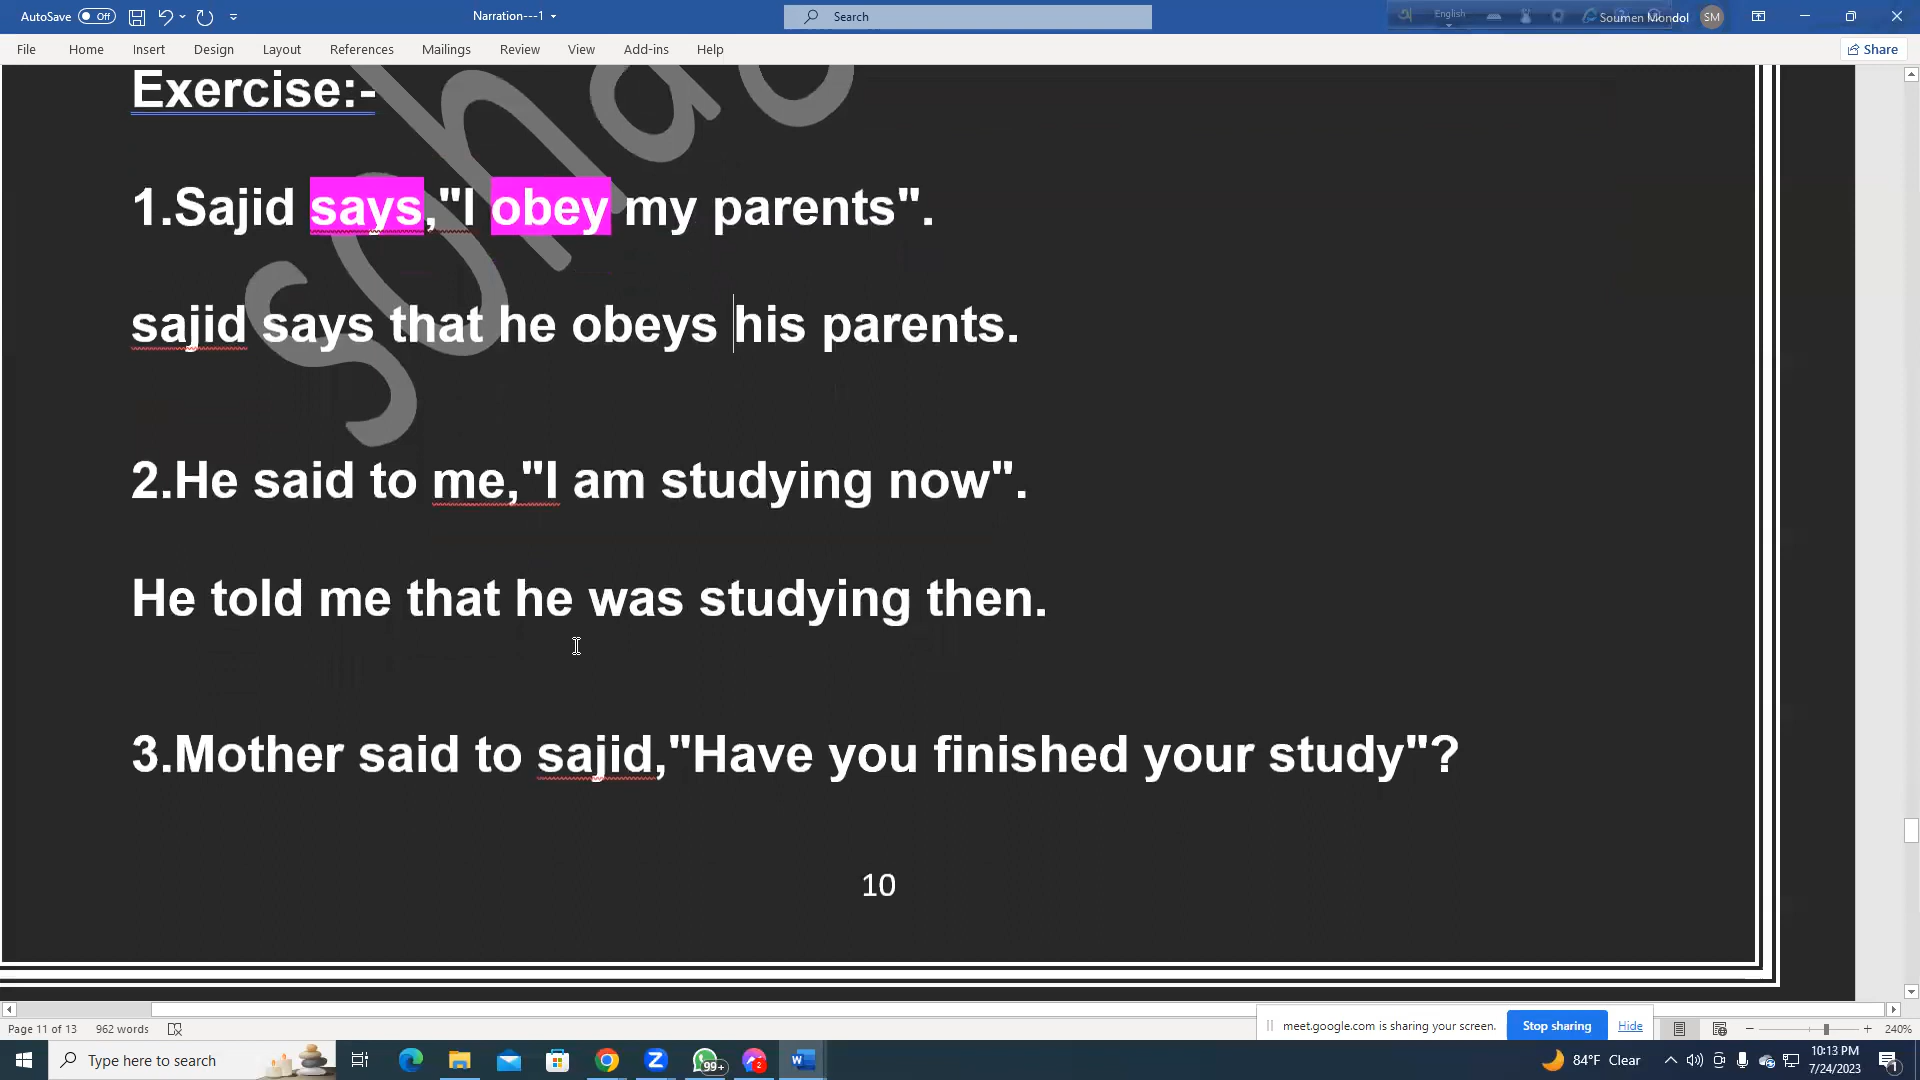 AutoSave Off Narration---1 Search English Soumen Mondol SM
File Home Insert Design Layout References Mailings Review View Add-ins Help Share
Exercise:-
1.Sajid says,"I obey my parents".
sajid says that he obeys his parents.
2.He said to me,"I am studying now".
He told me that he was studying then.
3.Mother said to sajid,"Have you finished your study"?
10
Page 11 of 13 962 words meet.google.com is sharing your screen. Stop sharing Hide 240%
Type here to search 99+ 2 84°F Clear 10:13 PM
7/24/2023 1